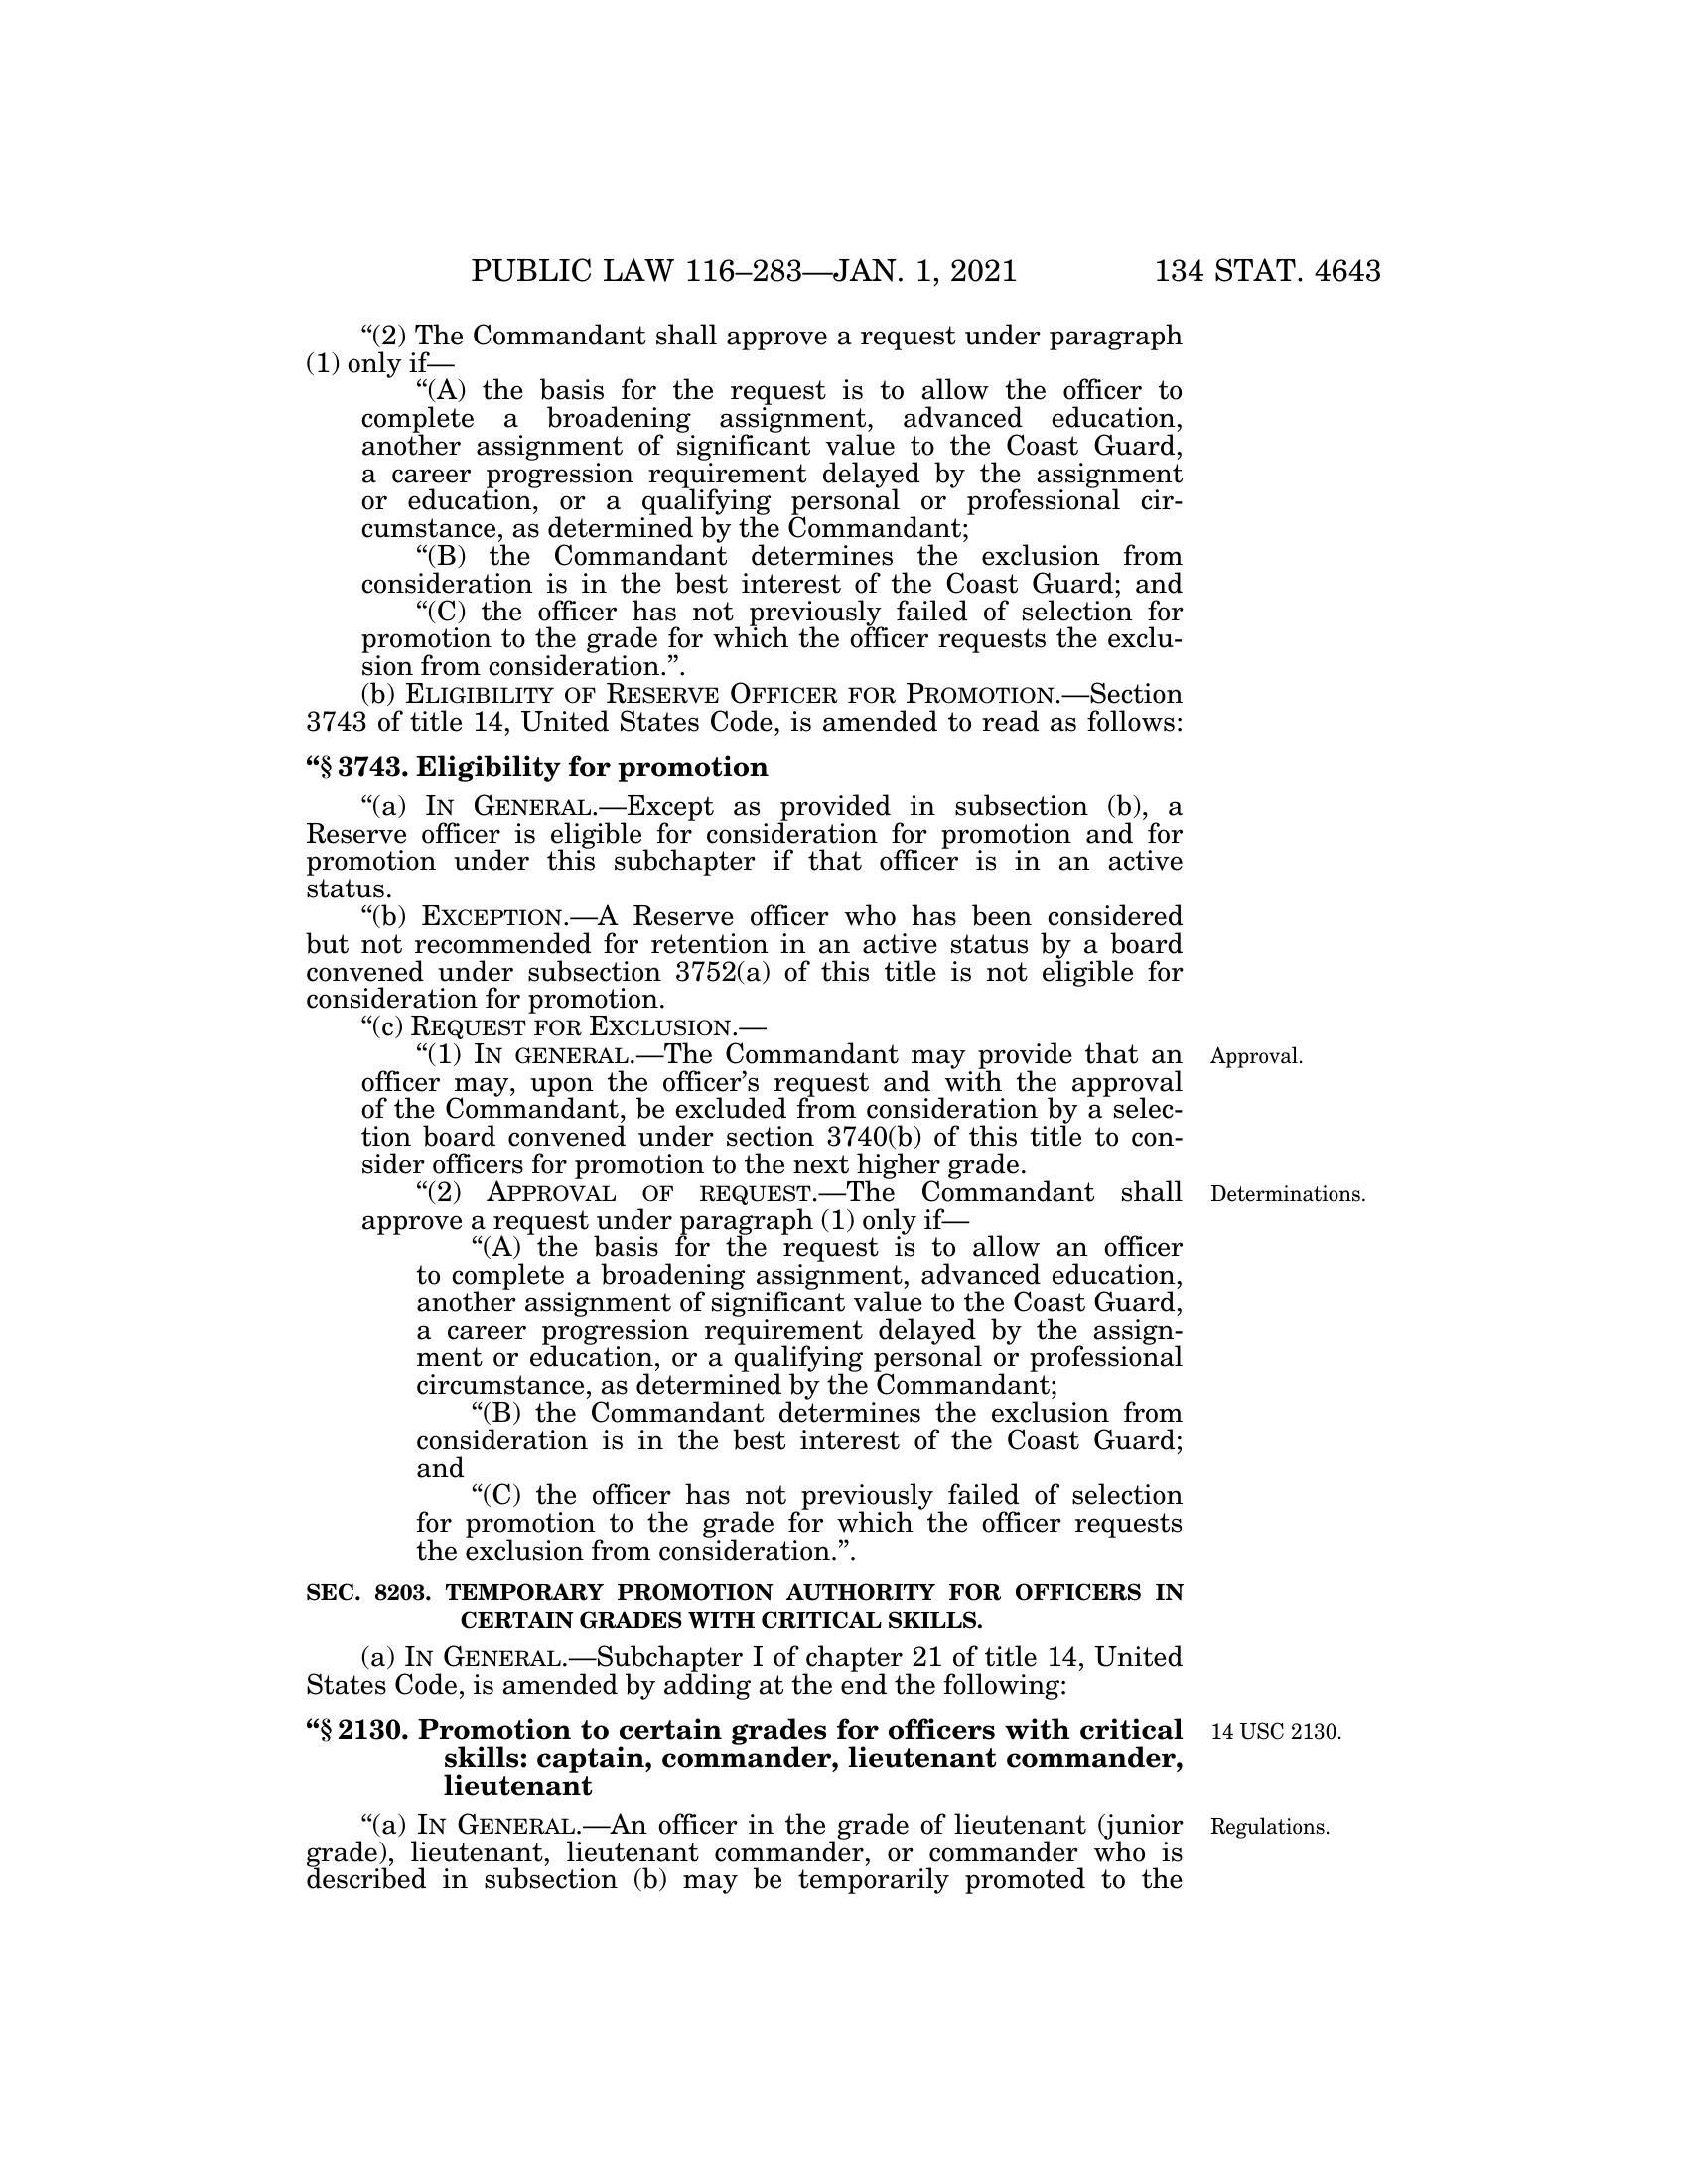 PUBLIC LAW 116–283—JAN. 1, 2021 134 STAT. 4643
“(2) The Commandant shall approve a request under paragraph
(1) only if—
“(A) the basis for the request is to allow the officer to
complete a broadening assignment, advanced education,
another assignment of significant value to the Coast Guard,
a career progression requirement delayed by the assignment
or education, or a qualifying personal or professional cir-
cumstance, as determined by the Commandant;
“(B) the Commandant determines the exclusion from
consideration is in the best interest of the Coast Guard; and
“(C) the officer has not previously failed of selection for
promotion to the grade for which the officer requests the exclu-
sion from consideration.”.
(b) ELIGIBILITY OF RESERVE OFFICER FOR PROMOTION.—Section
3743 of title 14, United States Code, is amended to read as follows:
“§ 3743. Eligibility for promotion
“(a) IN GENERAL.—Except as provided in subsection (b), a
Reserve officer is eligible for consideration for promotion and for
promotion under this subchapter if that officer is in an active
status.
“(b) EXCEPTION.—A Reserve officer who has been considered
but not recommended for retention in an active status by a board
convened under subsection 3752(a) of this title is not eligible for
consideration for promotion.
“(c) REQUEST FOR EXCLUSION.—
“(1) IN GENERAL.—The Commandant may provide that an
officer may, upon the officer’s request and with the approval
of the Commandant, be excluded from consideration by a selec-
tion board convened under section 3740(b) of this title to con-
sider officers for promotion to the next higher grade.
“(2) APPROVAL OF REQUEST.—The Commandant shall
approve a request under paragraph (1) only if—
“(A) the basis for the request is to allow an officer
to complete a broadening assignment, advanced education,
another assignment of significant value to the Coast Guard,
a career progression requirement delayed by the assign-
ment or education, or a qualifying personal or professional
circumstance, as determined by the Commandant;
“(B) the Commandant determines the exclusion from
consideration is in the best interest of the Coast Guard;
and
“(C) the officer has not previously failed of selection
for promotion to the grade for which the officer requests
the exclusion from consideration.”.
SEC. 8203. TEMPORARY PROMOTION AUTHORITY FOR OFFICERS IN
CERTAIN GRADES WITH CRITICAL SKILLS.
(a) IN GENERAL.—Subchapter I of chapter 21 of title 14, United
States Code, is amended by adding at the end the following:
“§ 2130. Promotion to certain grades for officers with critical
skills: captain, commander, lieutenant commander,
lieutenant
“(a) IN GENERAL.—An officer in the grade of lieutenant (junior
grade), lieutenant, lieutenant commander, or commander who is
described in subsection (b) may be temporarily promoted to the
Approval.
Determinations.
14 USC 2130.
Regulations.